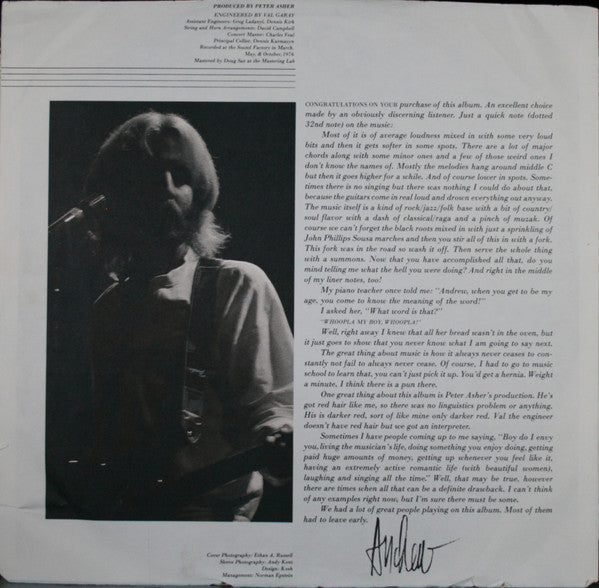 PRODUCED BY PETER ASHER
ENGINEERED BY VAL GARAY
Assistant Engineers: Greg Ladanyi, Dennis Kirk
String and Horn Arrangements: David Campbell
Concert Master: Charles Veal
Principal Cellist: Dennis Karmazyn
Recorded at the Sound Factory in March,
May, & October, 1976.
Mastered by Doug Sax at the Mastering Lab
CONGRATULATIONS ON YOUR purchase of this album. An excellent choice
made by an obviously discerning listener. Just a quick note (dotted
32nd note) on the music:
Most of it is of average loudness mixed in with some very loud
bits and then it gets softer in some spots. There are a lot of major
chords along with some minor ones and a few of those weird ones I
don't know the names of. Mostly the melodies hang around middle C
but then it goes higher for a while. And of course lower in spots. Some-
times there is no singing but there was nothing I could do about that,
because the guitars come in real loud and drown everything out anyway.
The music itself is a kind of rock/jazz/folk base with a bit of country/
soul flavor with a dash of classical/raga and a pinch of muzak. Of
course we can't forget the black roots mixed in with just a sprinkling of
John Phillips Sousa marches and then you stir all of this in with a fork.
This fork was in the road so wash it off. Then serve the whole thing
with a summons. Now that you have accomplished all that, do you
mind telling me what the hell you were doing? And right in the middle
of my liner notes, too!
My piano teacher once told me: "Andrew, when you get to be my
age, you come to know the meaning of the word!"
I asked her, "What word is that?"
"WHOOPLA MY BOY, WHOOPLA!"
Well, right away I knew that all her bread wasn't in the oven, but
it just goes to show that you never know what I am going to say next.
The great thing about music is how it always never ceases to con-
stantly not fail to always never cease. Of course, I had to go to music
school to learn that, you can't just pick it up. You'd get a hernia. Weight
a minute, I think there is a pun there.
One great thing about this album is Peter Asher's production. He's
got red hair like me, so there was no linguistics problem or anything.
His is darker red, sort of like mine only darker red. Val the engineer
doesn't have red hair but we got an interpreter.
Sometimes I have people coming up to me saying, "Boy do I envy
you, living the musician's life, doing something you enjoy doing, getting
paid huge amounts of money, getting up whenever you feel like it,
having an extremely active romantic life (with beautiful women),
laughing and singing all the time." Well, that may be true, however
there are times when all that can be a definite drawback. I can't think
of any examples right now, but I'm sure there must be some.
We had a lot of great people playing on this album. Most of them
had to leave early.
Andrew
Cover Photography: Ethan A. Russell
Sleeve Photography: Andy Kent
Design: Kosh
Management: Norman Epstein